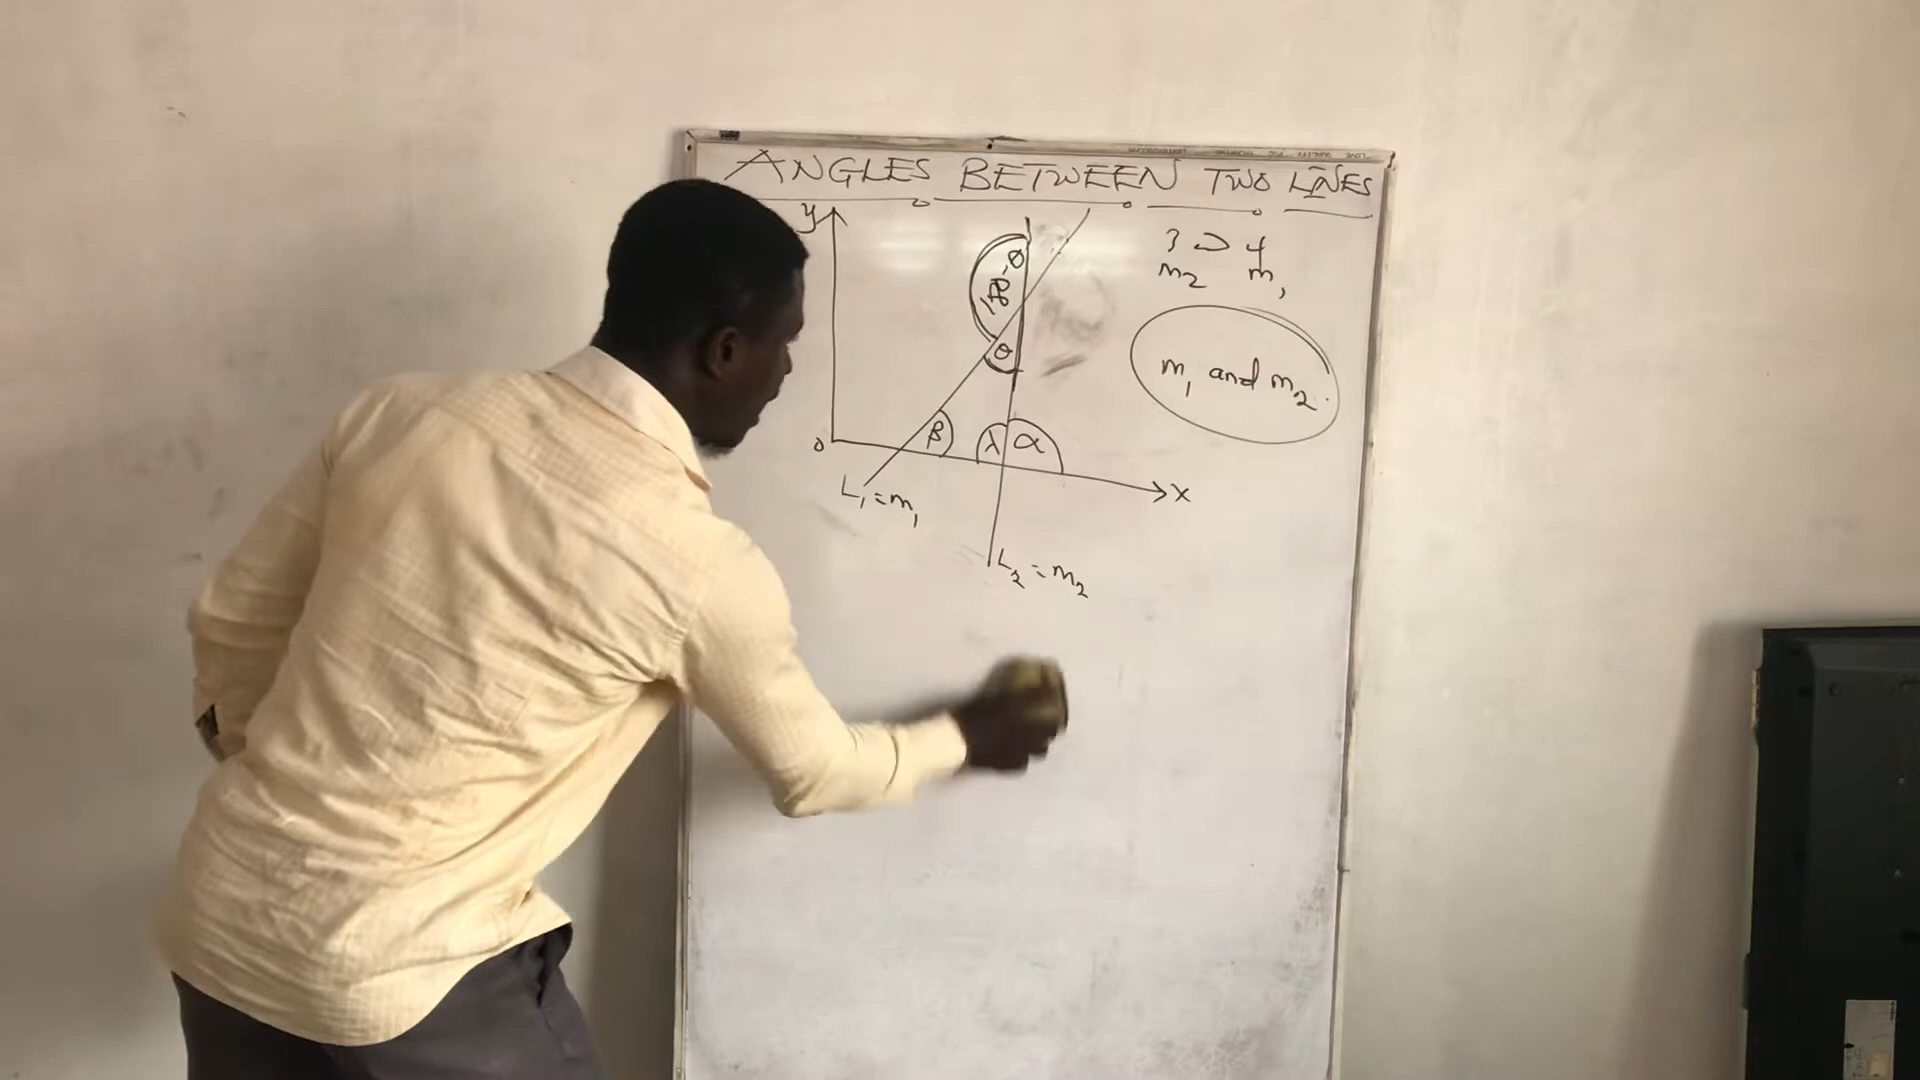 ANGLES BETWEEN TWO LINES
y
180-θ
3 4
m2 m1
θ
m1 and m2.
β λ α
0
x
L1=m1
L2=m2